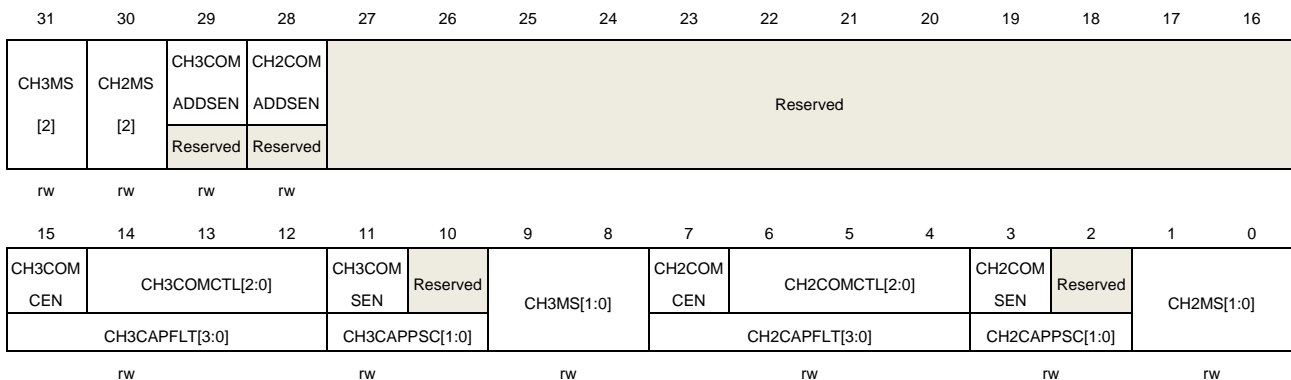 31 30 29 28 27 26 25 24 23 22 21 20 19 18 17 16
CH3MS [2] CH2MS [2] CH3COM ADDSEN CH2COM ADDSEN Reserved
Reserved Reserved
rw rw rw rw
15 14 13 12 11 10 9 8 7 6 5 4 3 2 1 0
CH3COM CEN CH3COMCTL[2:0] CH3COM SEN Reserved CH3MS[1:0] CH2COM CEN CH2COMCTL[2:0] CH2COM SEN Reserved CH2MS[1:0]
CH3CAPFLT[3:0] CH3CAPPSC[1:0] CH2CAPFLT[3:0] CH2CAPPSC[1:0]
rw rw rw rw rw rw